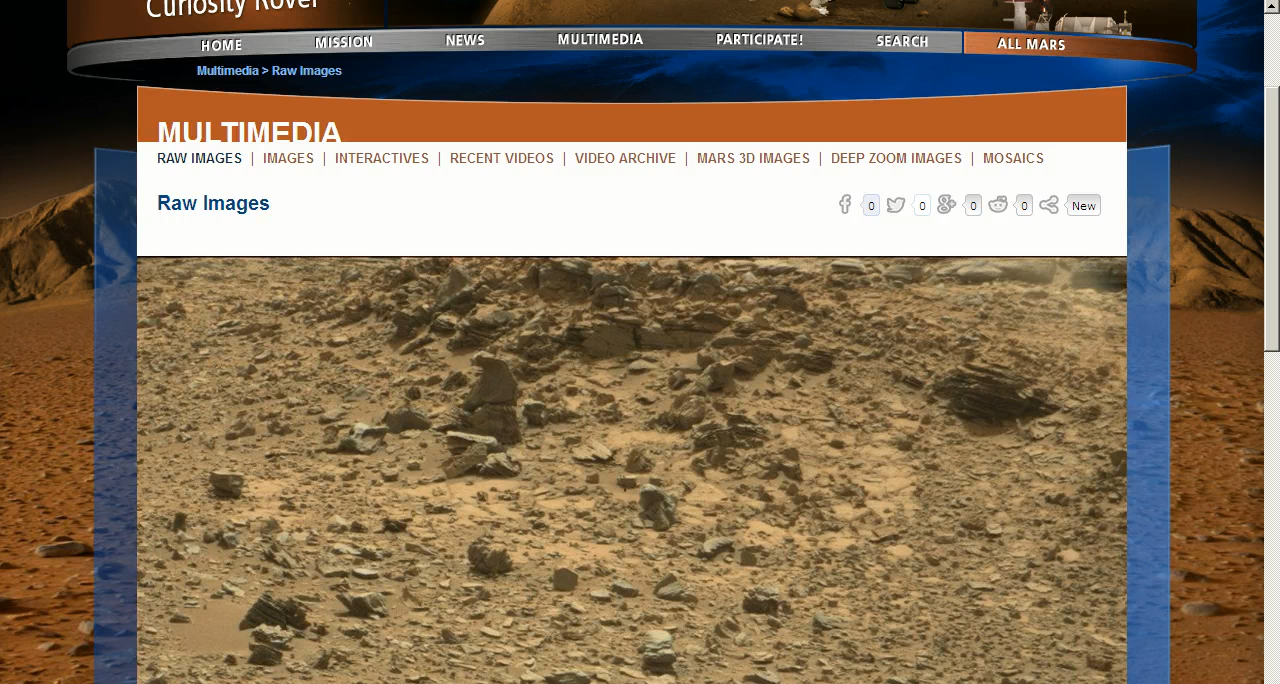 Curiosity Rover
HOME MISSION NEWS MULTIMEDIA PARTICIPATE! SEARCH ALL MARS
Multimedia > Raw Images
MULTIMEDIA
RAW IMAGES | IMAGES | INTERACTIVES | RECENT VIDEOS | VIDEO ARCHIVE | MARS 3D IMAGES | DEEP ZOOM IMAGES | MOSAICS
Raw Images
0 0 0 0 New